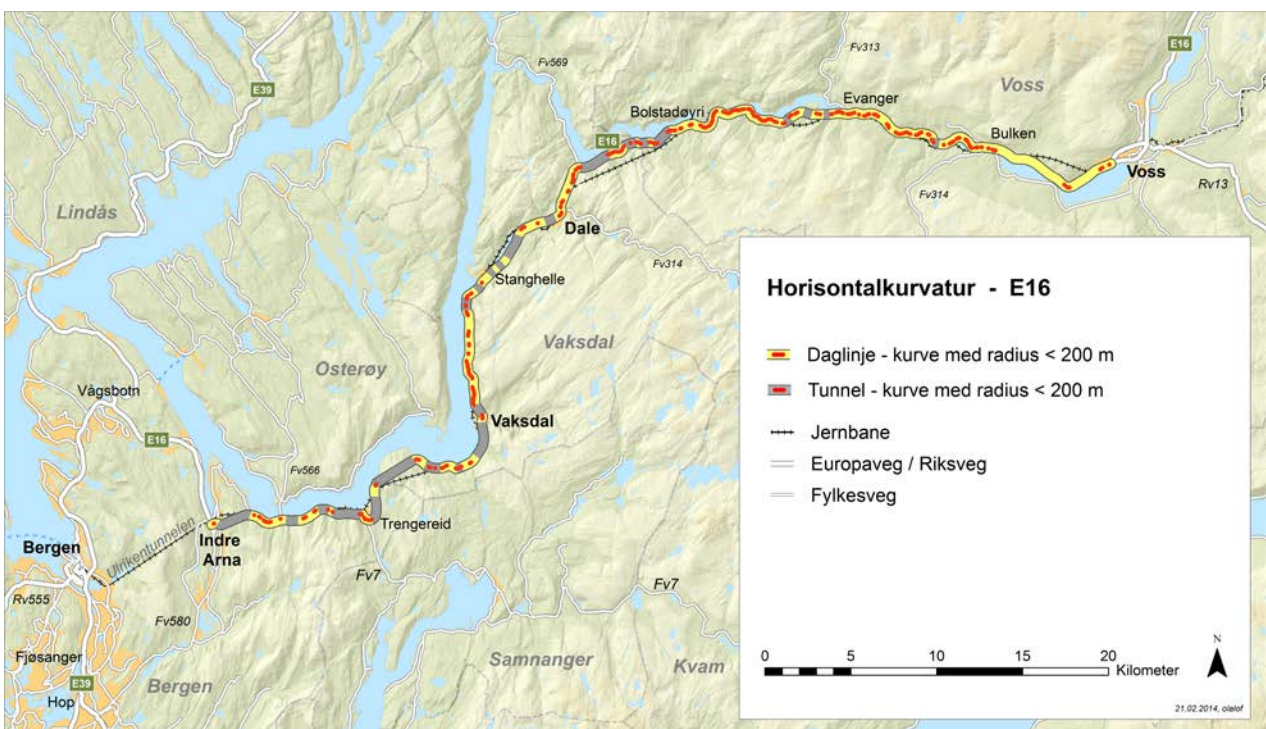 E16
Fv313
Voss
Fv569
E39
Evanger
Bolstadøyri
E16
Bulken
Voss
Rv13
Fv314
Lindås
Dale
Fv314
Stanghelle
Horisontalkurvatur - E16
Daglinje - kurve med radius < 200 m
Tunnel - kurve med radius < 200 m
Jernbane
Europaveg / Riksveg
Fylkesveg
Vaksdal
Osterøy
Vågsbotn
Vaksdal
E16
Fv566
Trengereid
Ulrikentunnelen
Indre
Arna
Bergen
Fv7
Fv7
Rv555
Fv580
Samnanger
Kvam
Fjøsanger
E39
Bergen
Hop
0 5 10 15 20
Kilometer
N
21.02.2014, olalof